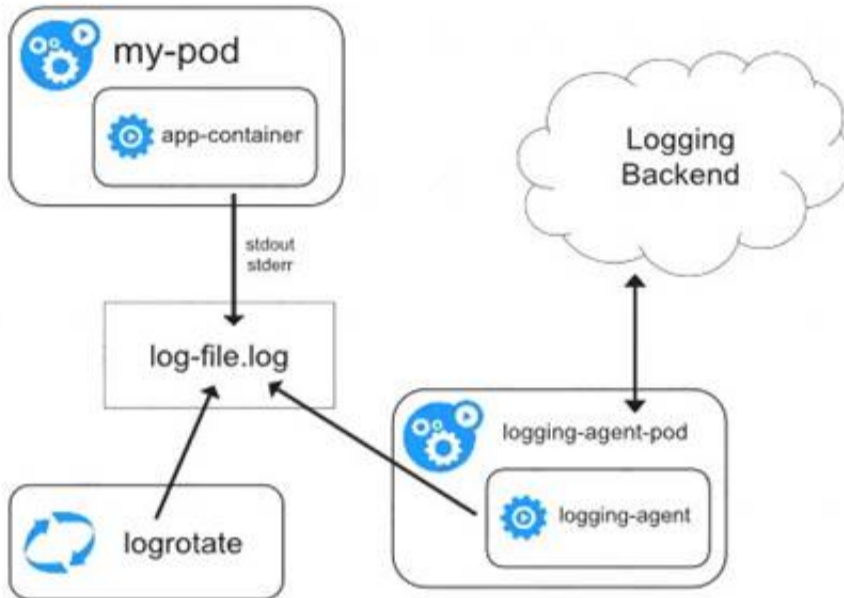 my-pod
app-container
Logging
Backend
stdout
stderr
log-file.log
logging-agent-pod
logging-agent
logrotate